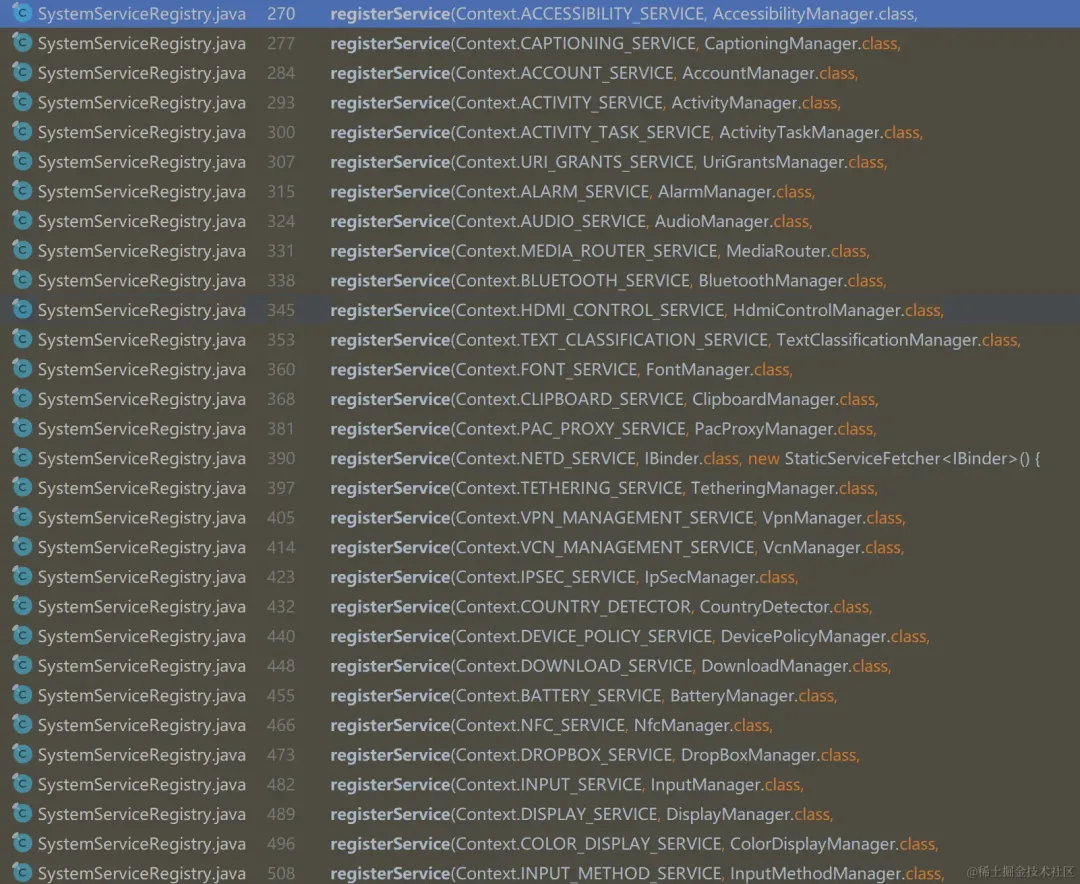 SystemServiceRegistry.java 270 registerService(Context.ACCESSIBILITY_SERVICE, AccessibilityManager.class,
SystemServiceRegistry.java 277 registerService(Context.CAPTIONING_SERVICE, CaptioningManager.class,
SystemServiceRegistry.java 284 registerService(Context.ACCOUNT_SERVICE, AccountManager.class,
SystemServiceRegistry.java 293 registerService(Context.ACTIVITY_SERVICE, ActivityManager.class,
SystemServiceRegistry.java 300 registerService(Context.ACTIVITY_TASK_SERVICE, ActivityTaskManager.class,
SystemServiceRegistry.java 307 registerService(Context.URI_GRANTS_SERVICE, UriGrantsManager.class,
SystemServiceRegistry.java 315 registerService(Context.ALARM_SERVICE, AlarmManager.class,
SystemServiceRegistry.java 324 registerService(Context.AUDIO_SERVICE, AudioManager.class,
SystemServiceRegistry.java 331 registerService(Context.MEDIA_ROUTER_SERVICE, MediaRouter.class,
SystemServiceRegistry.java 338 registerService(Context.BLUETOOTH_SERVICE, BluetoothManager.class,
SystemServiceRegistry.java 345 registerService(Context.HDMI_CONTROL_SERVICE, HdmiControlManager.class,
SystemServiceRegistry.java 353 registerService(Context.TEXT_CLASSIFICATION_SERVICE, TextClassificationManager.class,
SystemServiceRegistry.java 360 registerService(Context.FONT_SERVICE, FontManager.class,
SystemServiceRegistry.java 368 registerService(Context.CLIPBOARD_SERVICE, ClipboardManager.class,
SystemServiceRegistry.java 381 registerService(Context.PAC_PROXY_SERVICE, PacProxyManager.class,
SystemServiceRegistry.java 390 registerService(Context.NETD_SERVICE, IBinder.class, new StaticServiceFetcher<IBinder>() {
SystemServiceRegistry.java 397 registerService(Context.TETHERING_SERVICE, TetheringManager.class,
SystemServiceRegistry.java 405 registerService(Context.VPN_MANAGEMENT_SERVICE, VpnManager.class,
SystemServiceRegistry.java 414 registerService(Context.VCN_MANAGEMENT_SERVICE, VcnManager.class,
SystemServiceRegistry.java 423 registerService(Context.IPSEC_SERVICE, IpSecManager.class,
SystemServiceRegistry.java 432 registerService(Context.COUNTRY_DETECTOR, CountryDetector.class,
SystemServiceRegistry.java 440 registerService(Context.DEVICE_POLICY_SERVICE, DevicePolicyManager.class,
SystemServiceRegistry.java 448 registerService(Context.DOWNLOAD_SERVICE, DownloadManager.class,
SystemServiceRegistry.java 455 registerService(Context.BATTERY_SERVICE, BatteryManager.class,
SystemServiceRegistry.java 466 registerService(Context.NFC_SERVICE, NfcManager.class,
SystemServiceRegistry.java 473 registerService(Context.DROPBOX_SERVICE, DropBoxManager.class,
SystemServiceRegistry.java 482 registerService(Context.INPUT_SERVICE, InputManager.class,
SystemServiceRegistry.java 489 registerService(Context.DISPLAY_SERVICE, DisplayManager.class,
SystemServiceRegistry.java 496 registerService(Context.COLOR_DISPLAY_SERVICE, ColorDisplayManager.class,
SystemServiceRegistry.java 508 registerService(Context.INPUT_METHOD_SERVICE, InputMethodManager.class,
@稀土掘金技术社区